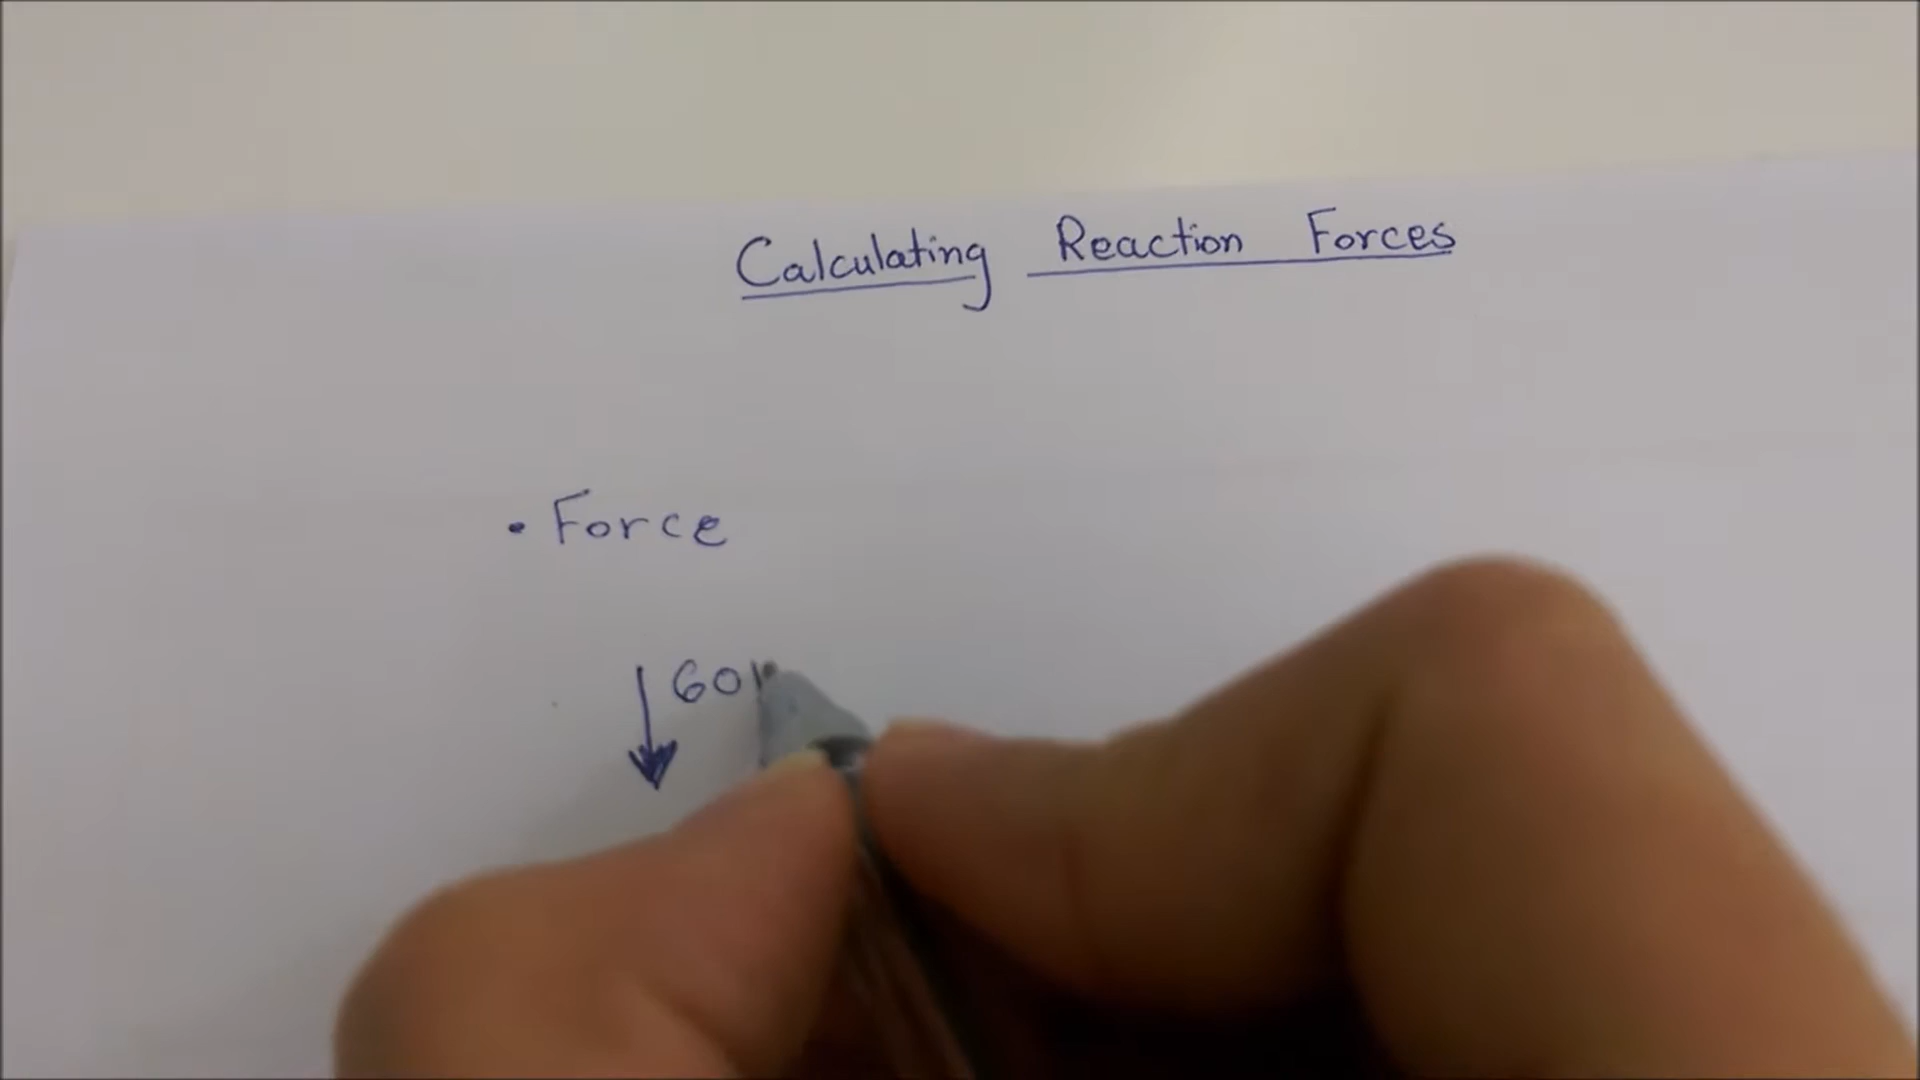 Calculating Reaction Forces
• Force
60